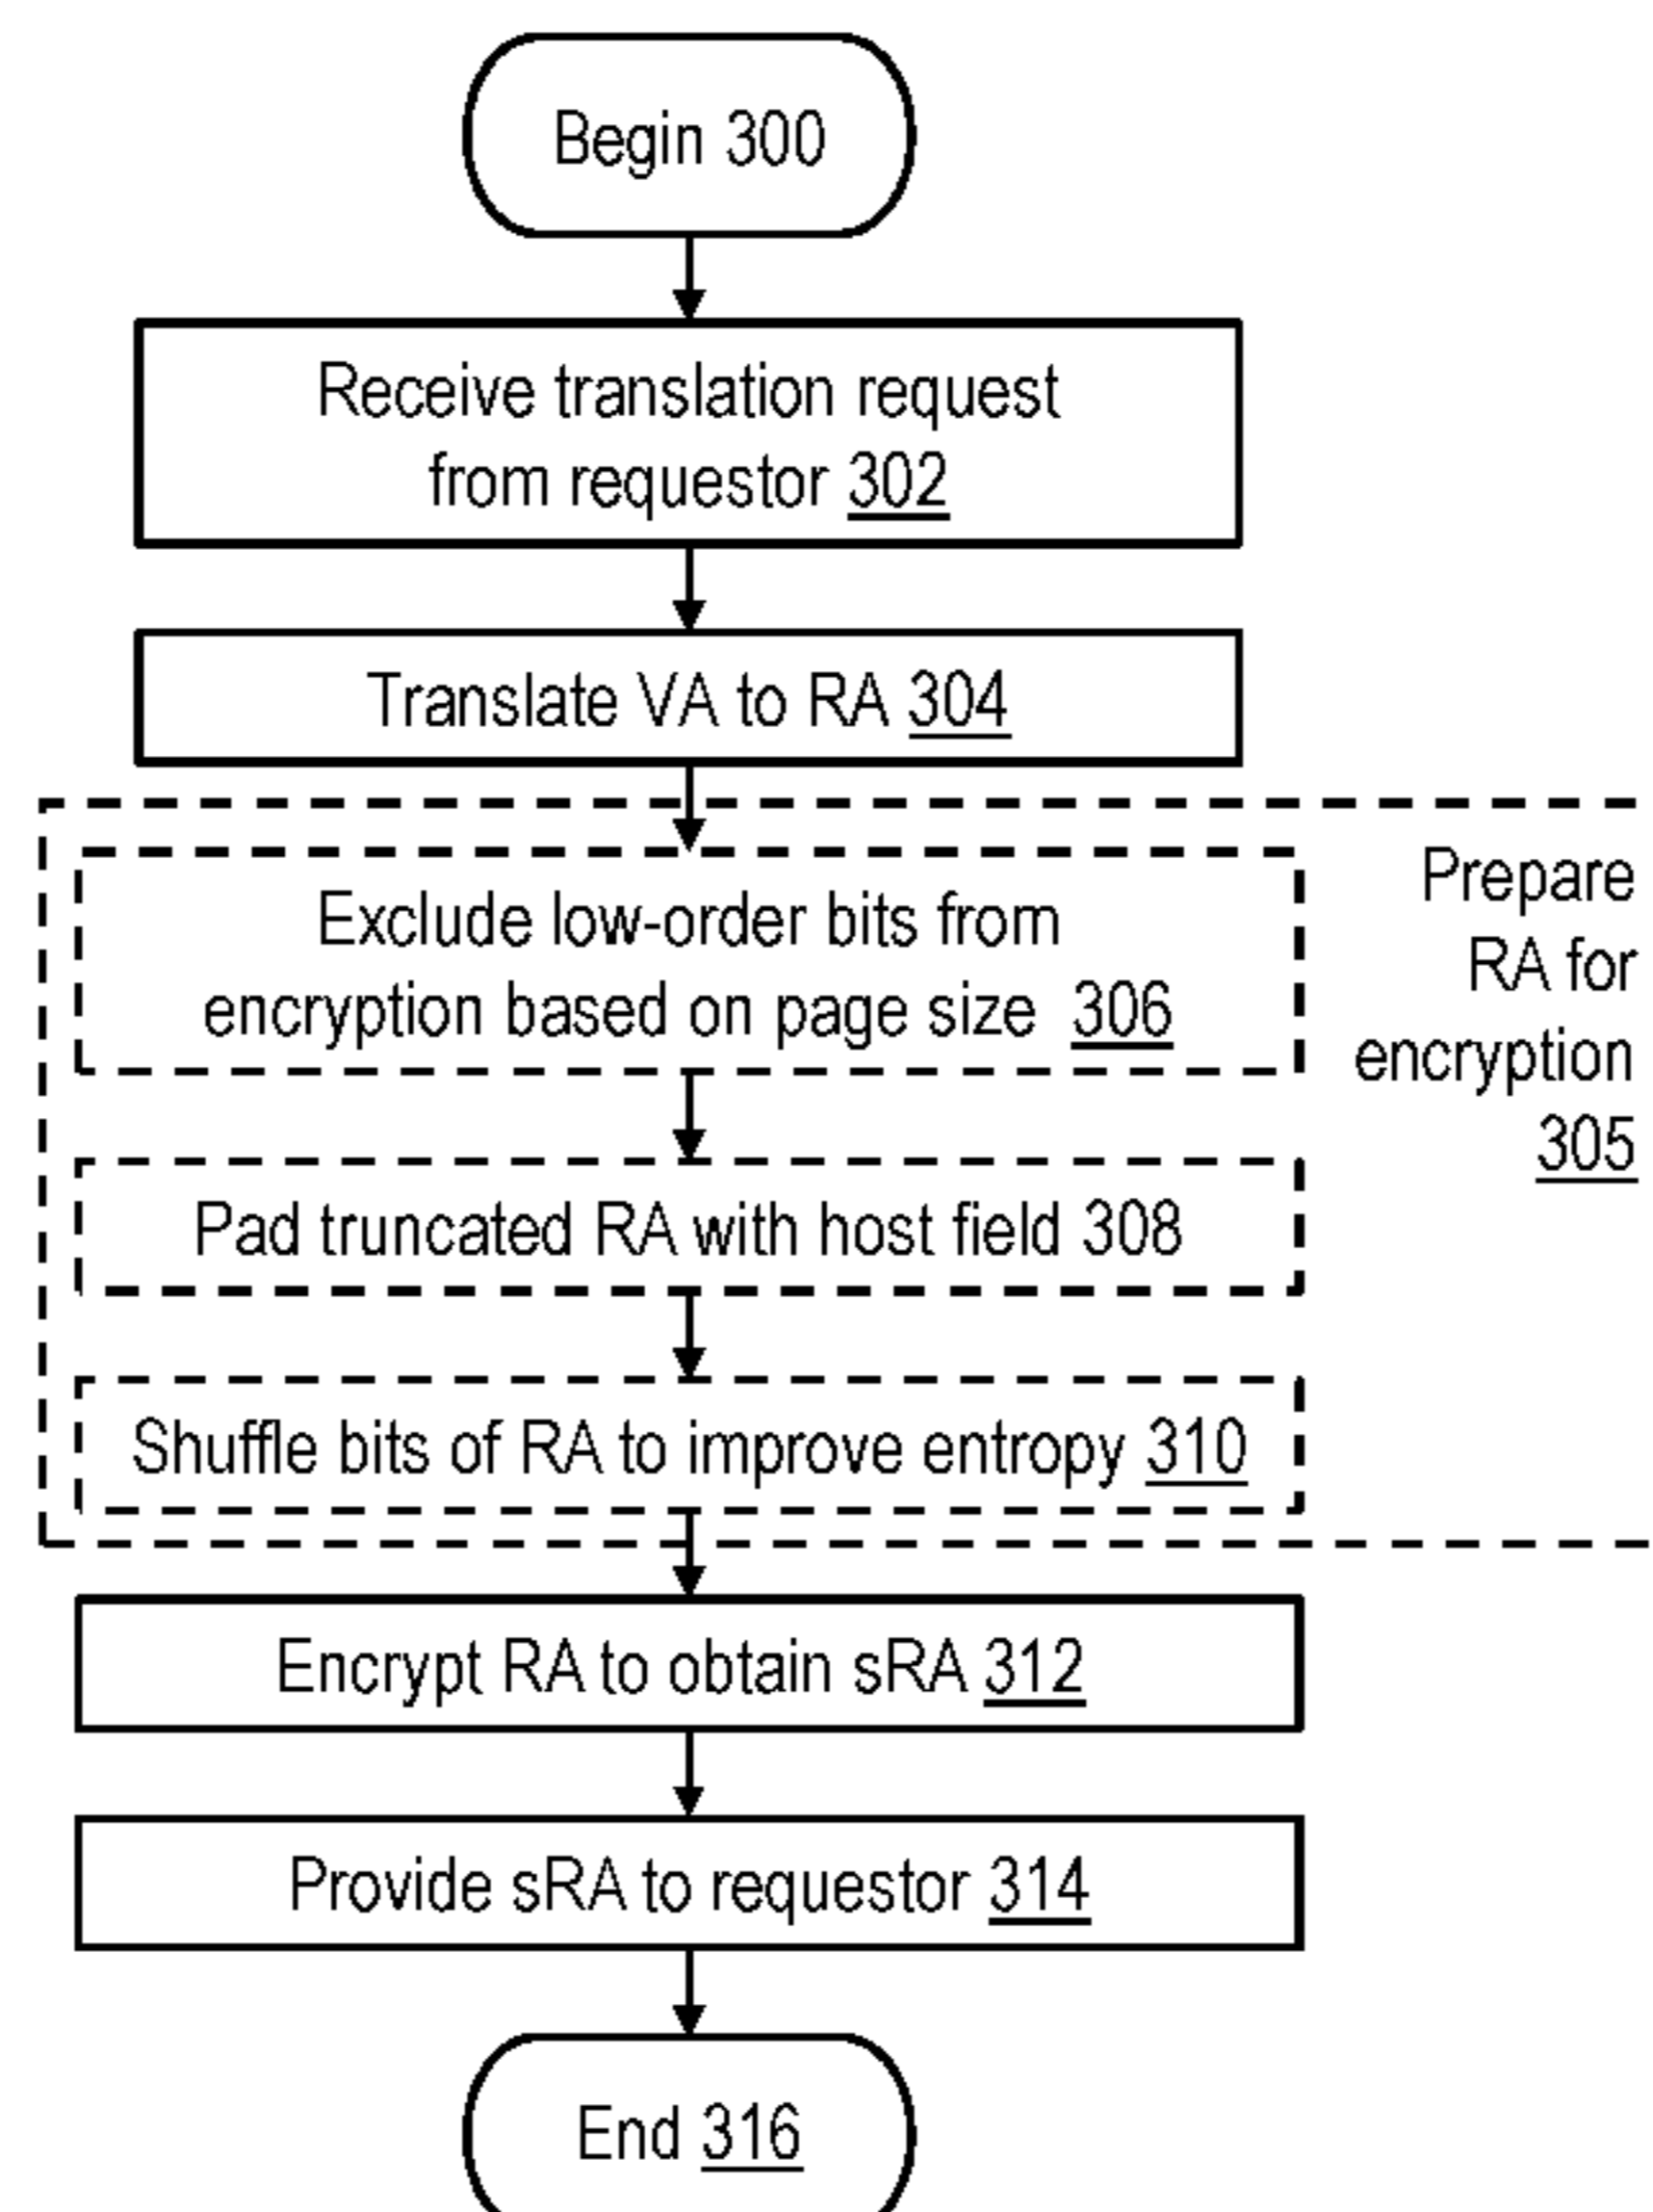 Begin 300
Receive translation request
from requestor 302
Translate VA to RA 304
Prepare
RA for
encryption
305
Exclude low-order bits from
encryption based on page size 306
Pad truncated RA with host field 308
Shuffle bits of RA to improve entropy 310
Encrypt RA to obtain sRA 312
Provide sRA to requestor 314
End 316